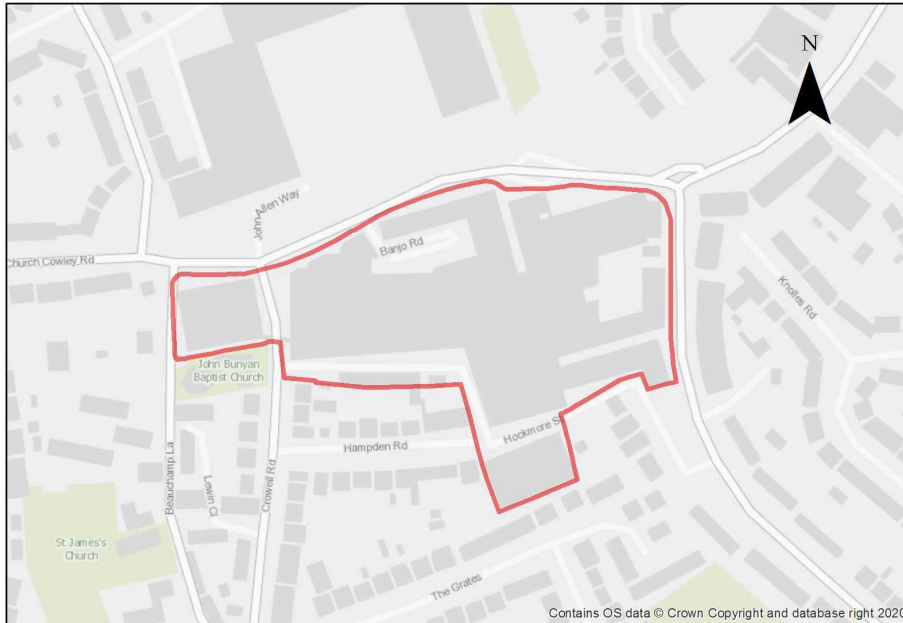 N
John Allen Way
Banjo Rd
Church Cowley Rd
Knolles Rd
John Bunyan
Baptist Church
Hockmore St
Hampden Rd
Beauchamp La
Lewin Cl
Crowell Rd
St James's
Church
The Grates
Contains OS data © Crown Copyright and database right 2020